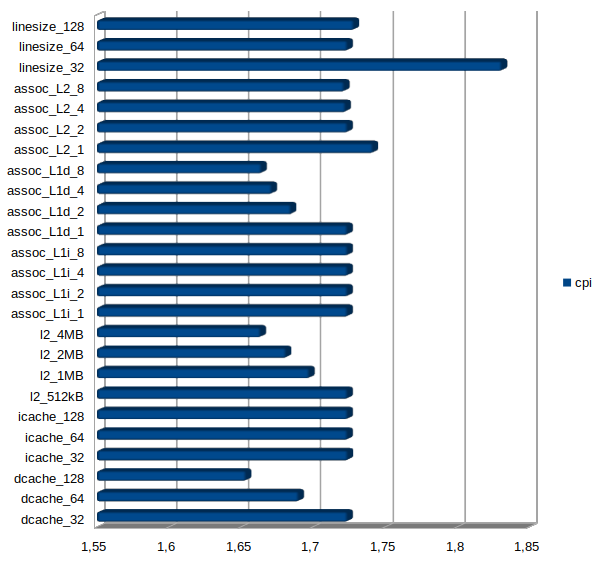 linesize_128
linesize_64
linesize_32
assoc_L2_8
assoc_L2_4
assoc_L2_2
assoc_L2_1
assoc_L1d_8
assoc_L1d_4
assoc_L1d_2
assoc_L1d_1
assoc_L1i_8
assoc_L1i_4
assoc_L1i_2
assoc_L1i_1
l2_4MB
l2_2MB
l2_1MB
l2_512kB
icache_128
icache_64
icache_32
dcache_128
dcache_64
dcache_32
cpi
1,55 1,6 1,65 1,7 1,75 1,8 1,85